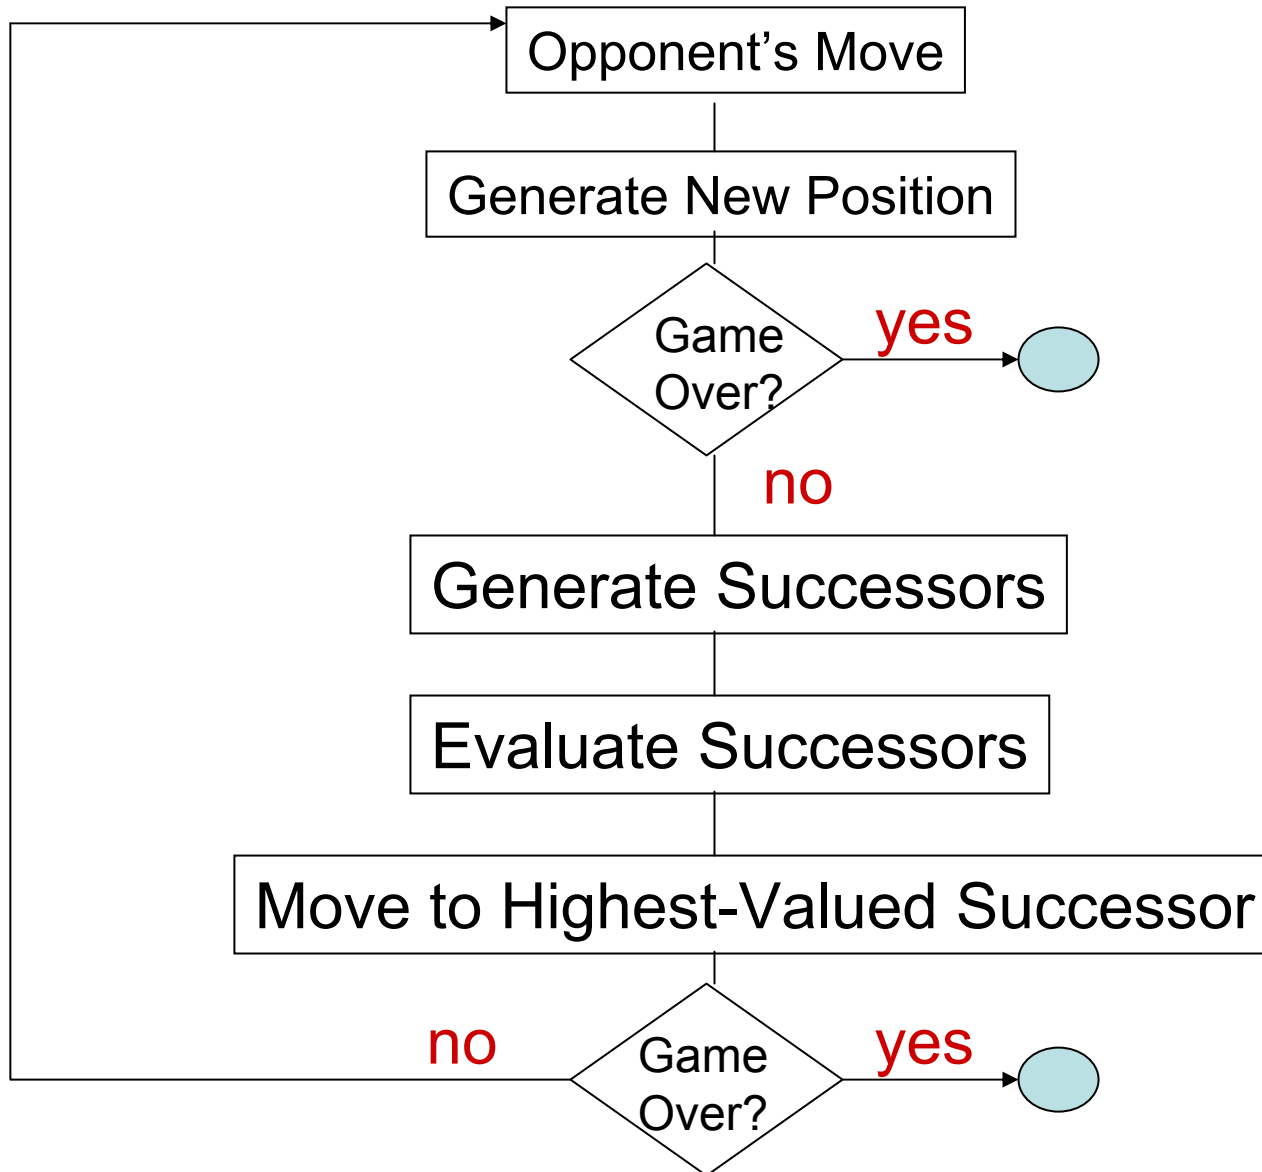 Opponent’s Move
Generate New Position
Game
Over?
yes
no
Generate Successors
Evaluate Successors
Move to Highest-Valued Successor
no
Game
Over?
yes